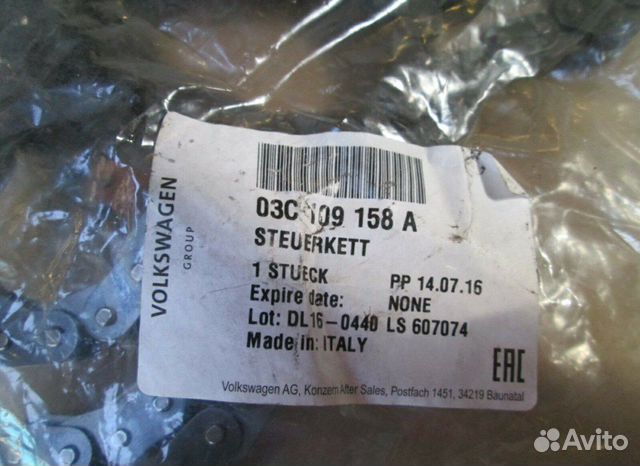 VOLKSWAGEN
GROUP
03C 109 158 A
STEUERKETT
1 STUECK PP 14.07.16
Expire date: NONE
Lot: DL16-0440 LS 607074
Made in: ITALY
EAC
Volkswagen AG, Konzern After Sales, Postfach 1451, 34219 Baunatal
Avito